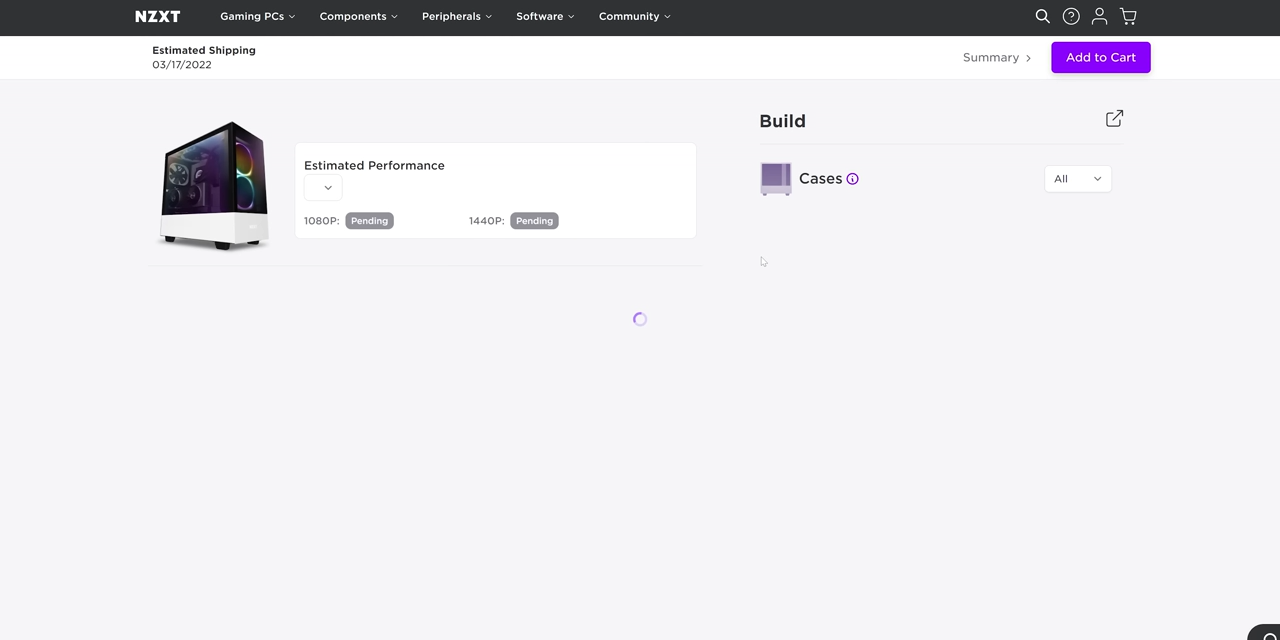 NZXT Gaming PCs Components Peripherals Software Community
Estimated Shipping
03/17/2022
Summary Add to Cart
Estimated Performance
1080P: Pending 1440P: Pending
Build
Cases All